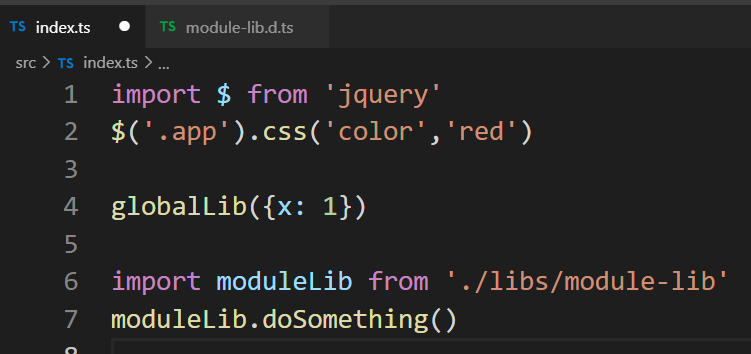 TS index.ts ● TS module-lib.d.ts
src > TS index.ts > ...
1 import $ from 'jquery'
2 $('.app').css('color','red')
3
4 globalLib({x: 1})
5
6 import moduleLib from './libs/module-lib'
7 moduleLib.doSomething()
8